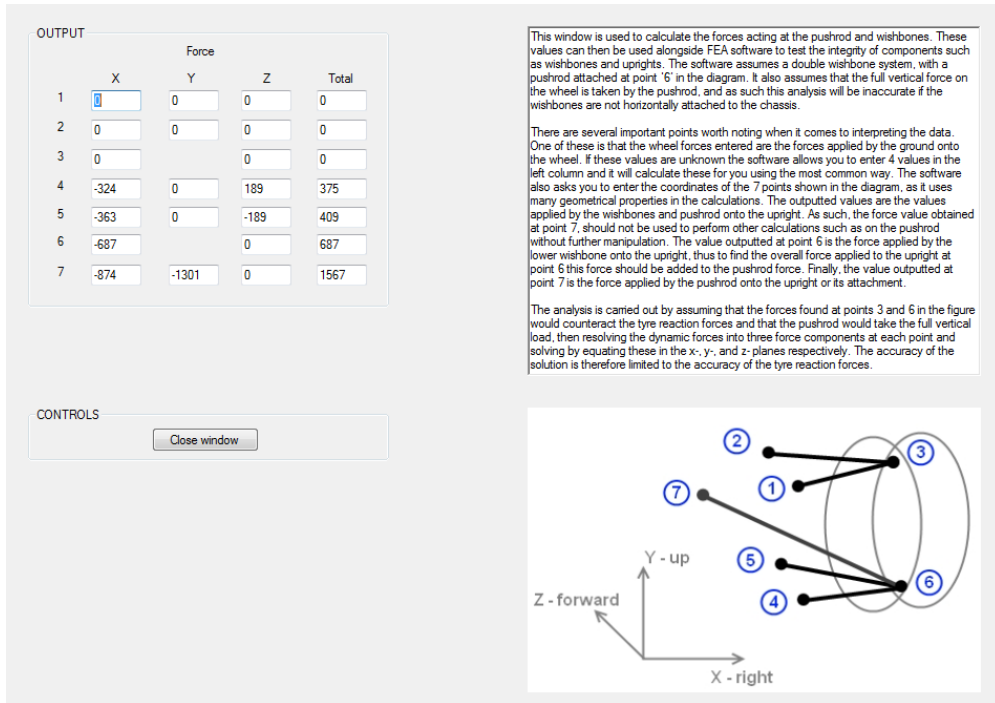 OUTPUT
Force
X Y Z Total
1 0 0 0 0
2 0 0 0 0
3 0 0 0
4 -324 0 189 375
5 -363 0 -189 409
6 -687 0 687
7 -874 -1301 0 1567
CONTROLS
Close window
This window is used to calculate the forces acting at the pushrod and wishbones. These
values can then be used alongside FEA software to test the integrity of components such
as wishbones and uprights. The software assumes a double wishbone system, with a
pushrod attached at point '6' in the diagram. It also assumes that the full vertical force on
the wheel is taken by the pushrod, and as such this analysis will be inaccurate if the
wishbones are not horizontally attached to the chassis.
There are several important points worth noting when it comes to interpreting the data.
One of these is that the wheel forces entered are the forces applied by the ground onto
the wheel. If these values are unknown the software allows you to enter 4 values in the
left column and it will calculate these for you using the most common way. The software
also asks you to enter the coordinates of the 7 points shown in the diagram, as it uses
many geometrical properties in the calculations. The outputted values are the values
applied by the wishbones and pushrod onto the upright. As such, the force value obtained
at point 7, should not be used to perform other calculations such as on the pushrod
without further manipulation. The value outputted at point 6 is the force applied by the
lower wishbone onto the upright, thus to find the overall force applied to the upright at
point 6 this force should be added to the pushrod force. Finally, the value outputted at
point 7 is the force applied by the pushrod onto the upright or its attachment.
The analysis is carried out by assuming that the forces found at points 3 and 6 in the figure
would counteract the tyre reaction forces and that the pushrod would take the full vertical
load, then resolving the dynamic forces into three force components at each point and
solving by equating these in the x-, y-, and z- planes respectively. The accuracy of the
solution is therefore limited to the accuracy of the tyre reaction forces.
2
3
1
7
Y - up
5
6
Z - forward
4
X - right